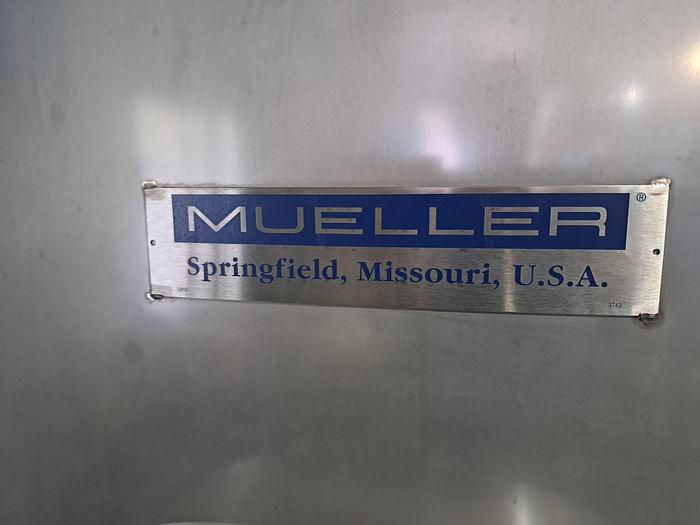 MUELLER®
Springfield, Missouri, U.S.A.
3743